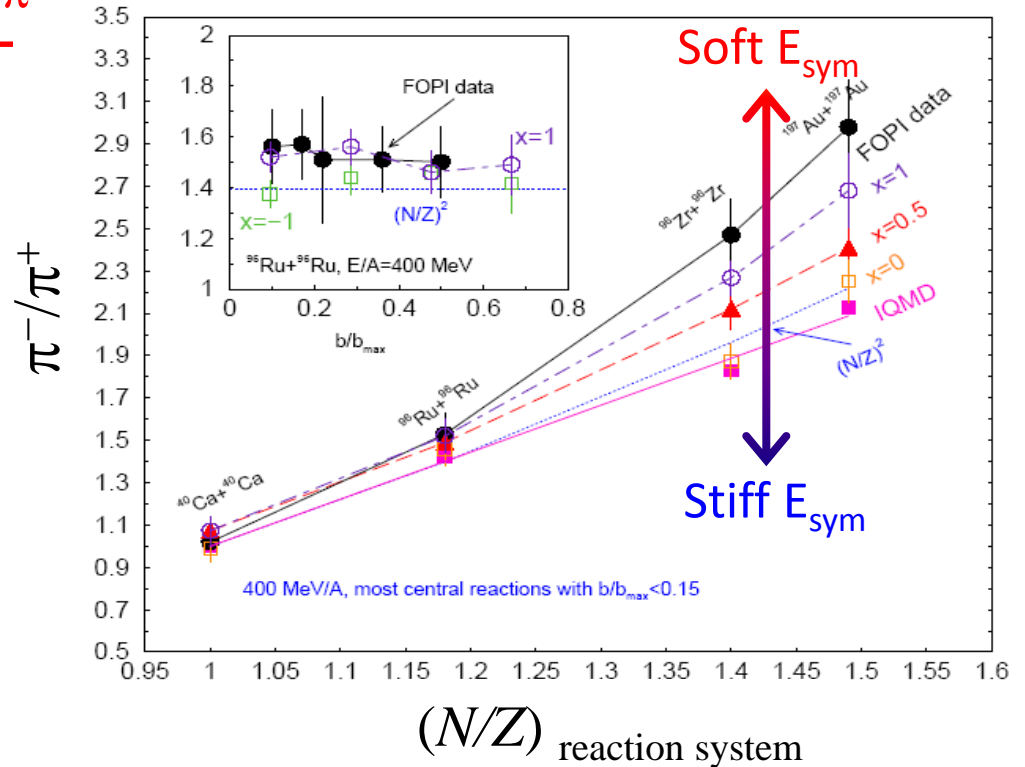 π
π⁻/π⁺
3.5
3.3
3.1
2.9
2.7
2.5
2.3
2.1
1.9
1.7
1.5
1.3
1.1
0.9
0.7
0.5
2
1.8
1.6
1.4
1.2
1
FOPI data
x=1
x=−1
(N/Z)²
⁹⁶Ru+⁹⁶Ru, E/A=400 MeV
0 0.2 0.4 0.6 0.8
b/bmax
Soft Esym
¹⁹⁷Au+¹⁹⁷Au
FOPI data
x=1
⁹⁶Zr+⁹⁶Zr
x=0.5
x=0
IQMD
(N/Z)²
⁹⁶Ru+⁹⁶Ru
⁴⁰Ca+⁴⁰Ca
Stiff Esym
400 MeV/A, most central reactions with b/bmax<0.15
0.95 1 1.05 1.1 1.15 1.2 1.25 1.3 1.35 1.4 1.45 1.5 1.55 1.6
(N/Z) reaction system